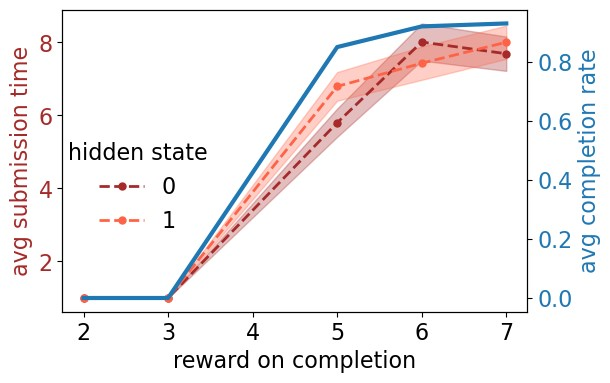 avg submission time
8
6
4
2
hidden state
0
1
0.8
0.6
0.4
0.2
0.0
avg completion rate
2 3 4 5 6 7
reward on completion